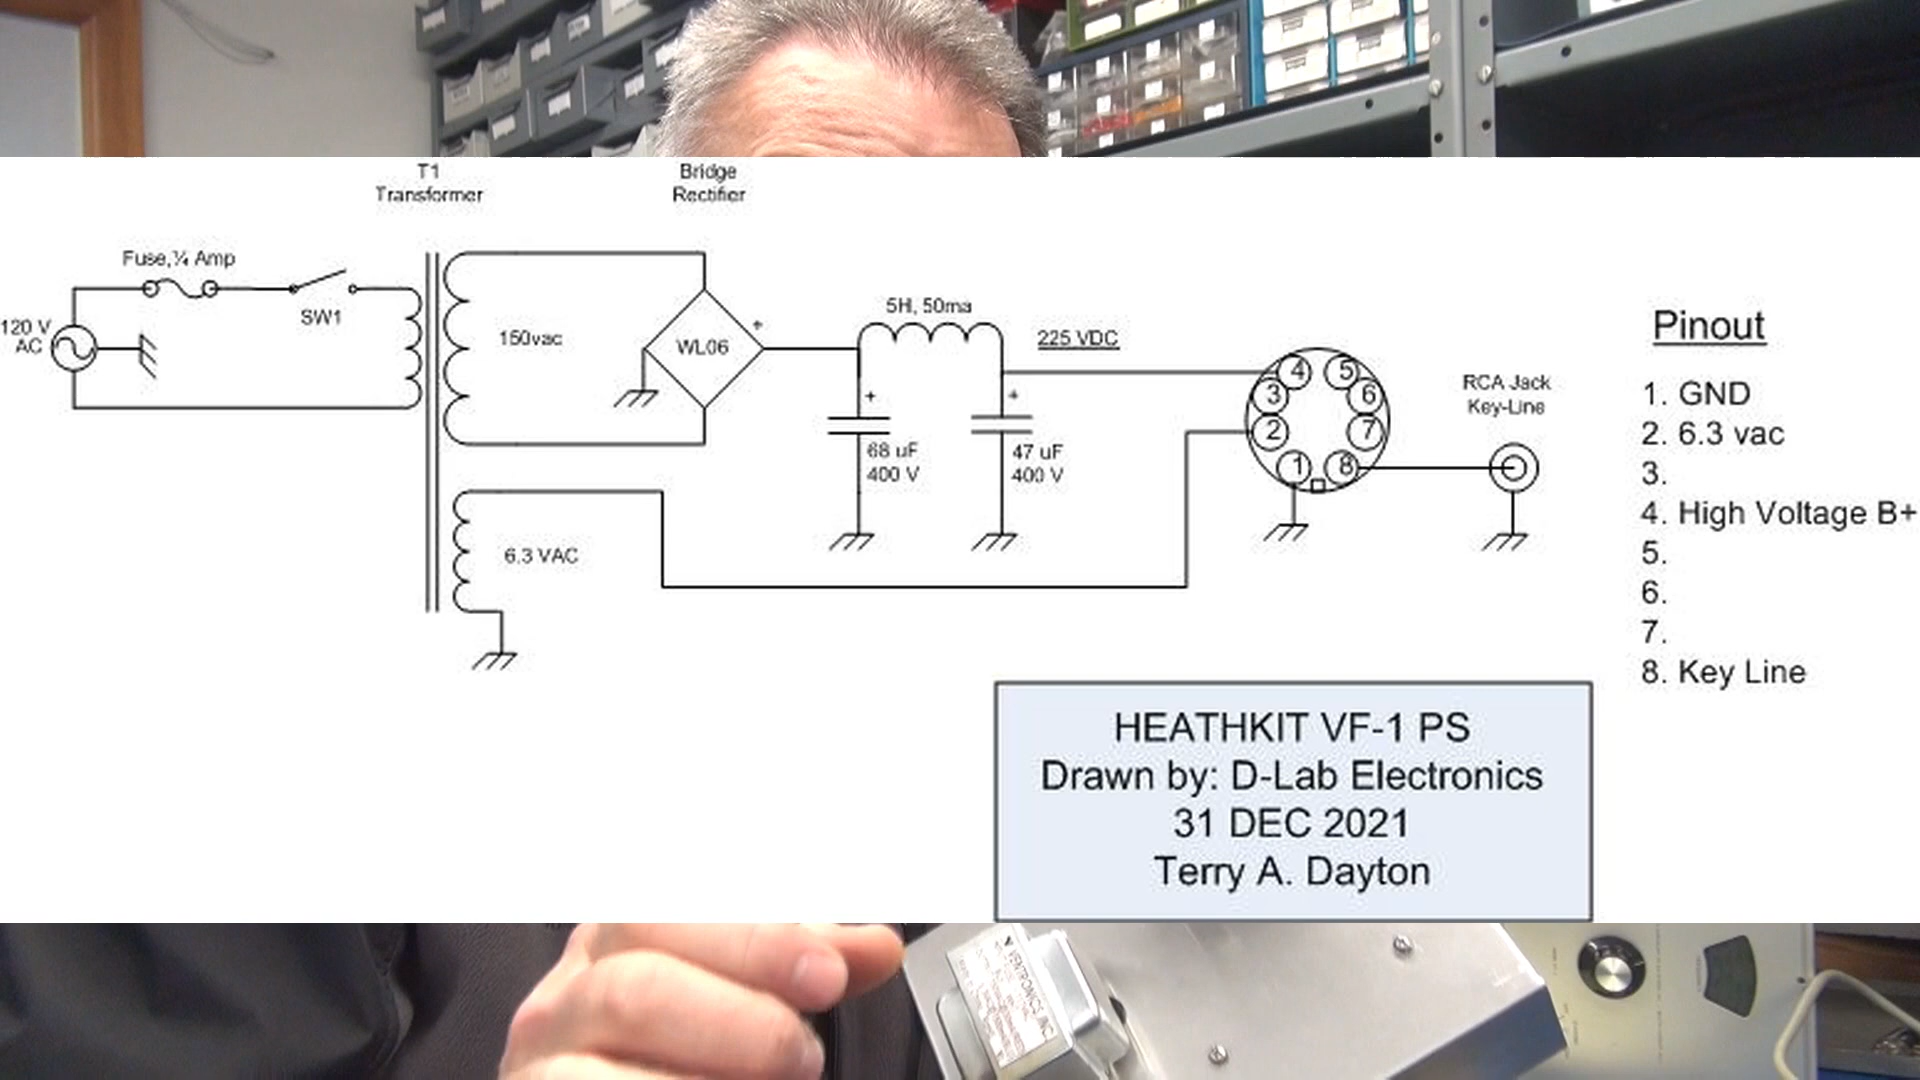 T1
Transformer
Bridge
Rectifier
Fuse,¼ Amp
SW1
120 V
AC
150vac
WL06
+
5H, 50ma
225 VDC
+
68 uF
400 V
+
47 uF
400 V
6.3 VAC
4
5
3
6
2
7
1
8
RCA Jack
Key-Line
Pinout
1. GND
2. 6.3 vac
3.
4. High Voltage B+
5.
6.
7.
8. Key Line
HEATHKIT VF-1 PS
Drawn by: D-Lab Electronics
31 DEC 2021
Terry A. Dayton
VENTRONICS, INC.